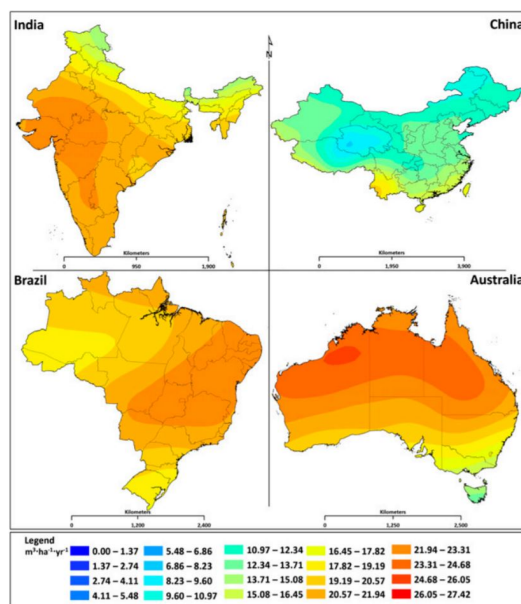 India
China
N
Kilometers
0 950 1,900
Kilometers
0 1,950 3,900
Brazil
Australia
Kilometers
0 1,200 2,400
Kilometers
0 1,250 2,500
Legend
m³·ha⁻¹·yr⁻¹
0.00 – 1.37 5.48 – 6.86 10.97 – 12.34 16.45 – 17.82 21.94 – 23.31
1.37 – 2.74 6.86 – 8.23 12.34 – 13.71 17.82 – 19.19 23.31 – 24.68
2.74 – 4.11 8.23 – 9.60 13.71 – 15.08 19.19 – 20.57 24.68 – 26.05
4.11 – 5.48 9.60 – 10.97 15.08 – 16.45 20.57 – 21.94 26.05 – 27.42